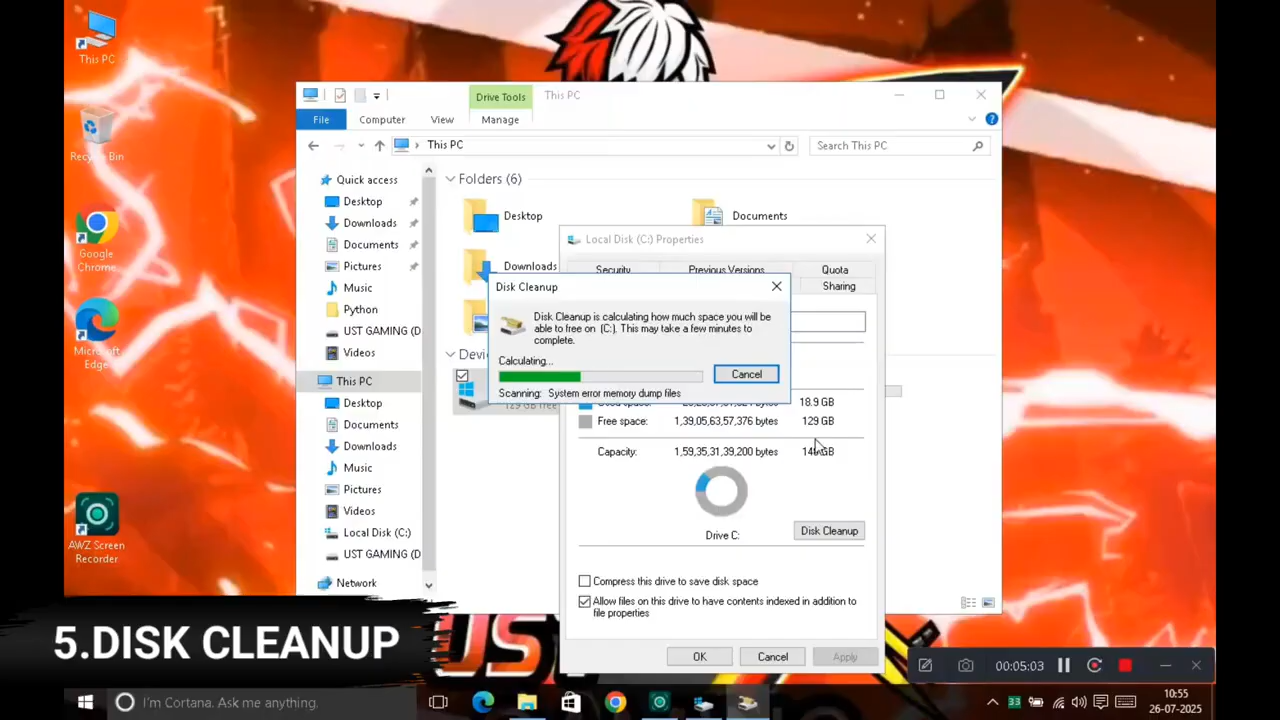 This PC
Recycle Bin
Google
Chrome
Microsoft
Edge
AWZ Screen
Recorder
Drive Tools
This PC
File
Computer
View
Manage
This PC
Search This PC
Quick access
Desktop
Downloads
Documents
Pictures
Music
Python
UST GAMING (D
Videos
This PC
Desktop
Downloads
Documents
Music
Pictures
Videos
Local Disk (C:)
UST GAMING (D
Network
Folders (6)
Desktop
Documents
Downloads
Local Disk (C:) Properties
Security
Previous Versions
Quota
Sharing
Disk Cleanup
Disk Cleanup is calculating how much space you will be
able to free on (C:). This may take a few minutes to
complete.
Calculating...
Cancel
Scanning: System error memory dump files
18.9 GB
Free space: 1,39,05,63,57,376 bytes 129 GB
Capacity: 1,59,35,31,39,200 bytes
Drive C:
Disk Cleanup
Compress this drive to save disk space
Allow files on this drive to have contents indexed in addition to
file properties
OK
Cancel
Apply
5.DISK CLEANUP
UST
00:05:03
I'm Cortana. Ask me anything.
33
10:55
26-07-2025